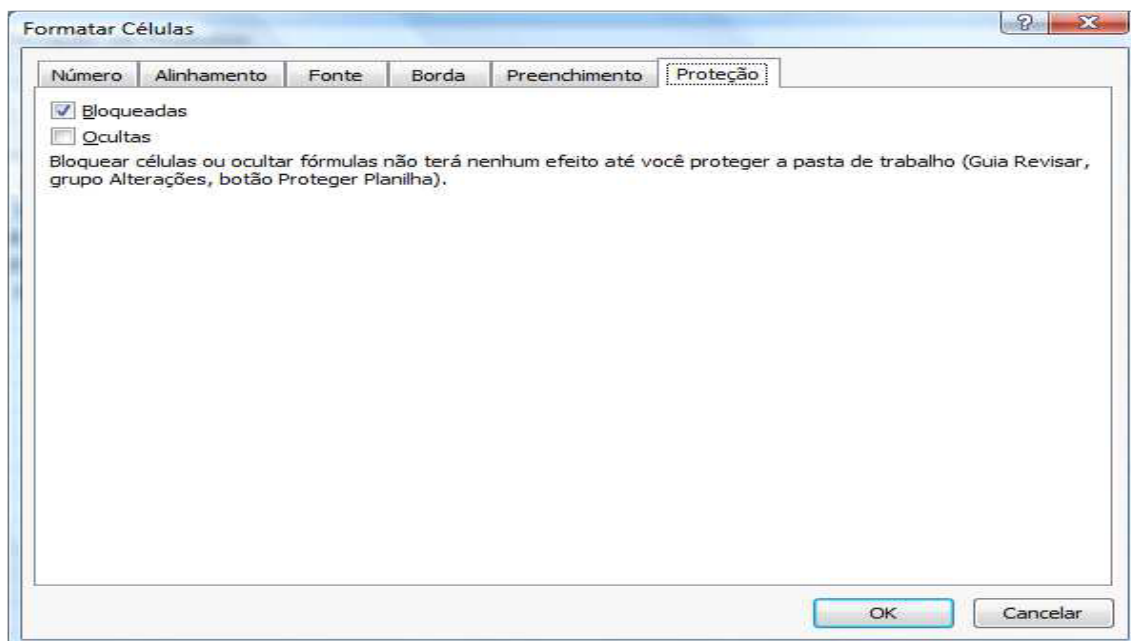 Formatar Células
Número Alinhamento Fonte Borda Preenchimento Proteção
Bloqueadas
Ocultas
Bloquear células ou ocultar fórmulas não terá nenhum efeito até você proteger a pasta de trabalho (Guia Revisar,
grupo Alterações, botão Proteger Planilha).
OK Cancelar